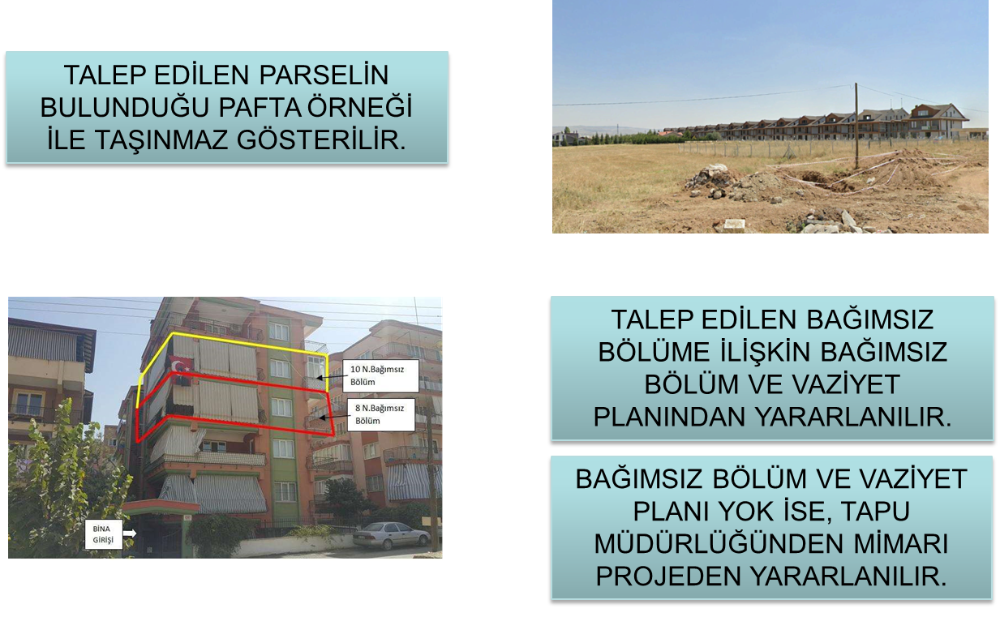 TALEP EDİLEN PARSELİN
BULUNDUĞU PAFTA ÖRNEĞİ
İLE TAŞINMAZ GÖSTERİLİR.
10 N.Bağımsız
Bölüm
8 N.Bağımsız
Bölüm
BİNA
GİRİŞİ
TALEP EDİLEN BAĞIMSIZ
BÖLÜME İLİŞKİN BAĞIMSIZ
BÖLÜM VE VAZİYET
PLANINDAN YARARLANILIR.
BAĞIMSIZ BÖLÜM VE VAZİYET
PLANI YOK İSE, TAPU
MÜDÜRLÜĞÜNDEN MİMARI
PROJEDEN YARARLANILIR.